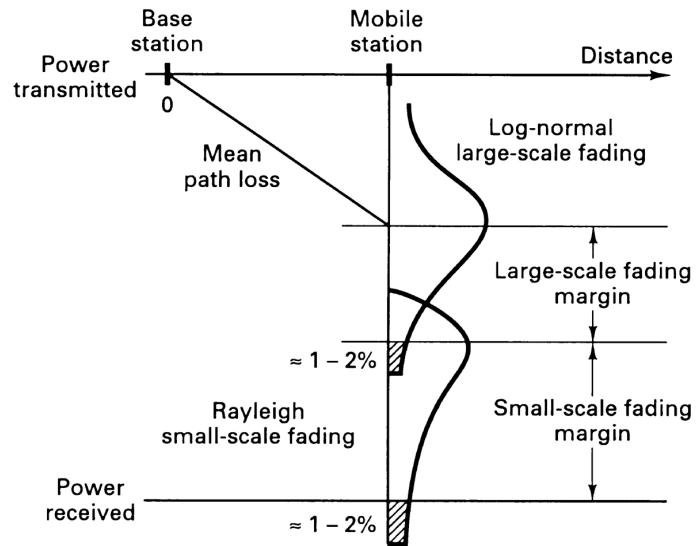 Base
station
Mobile
station
Distance
Power
transmitted
0
Log-normal
large-scale fading
Mean
path loss
Large-scale fading
margin
≈ 1 – 2%
Rayleigh
small-scale fading
Small-scale fading
margin
Power
received
≈ 1 – 2%